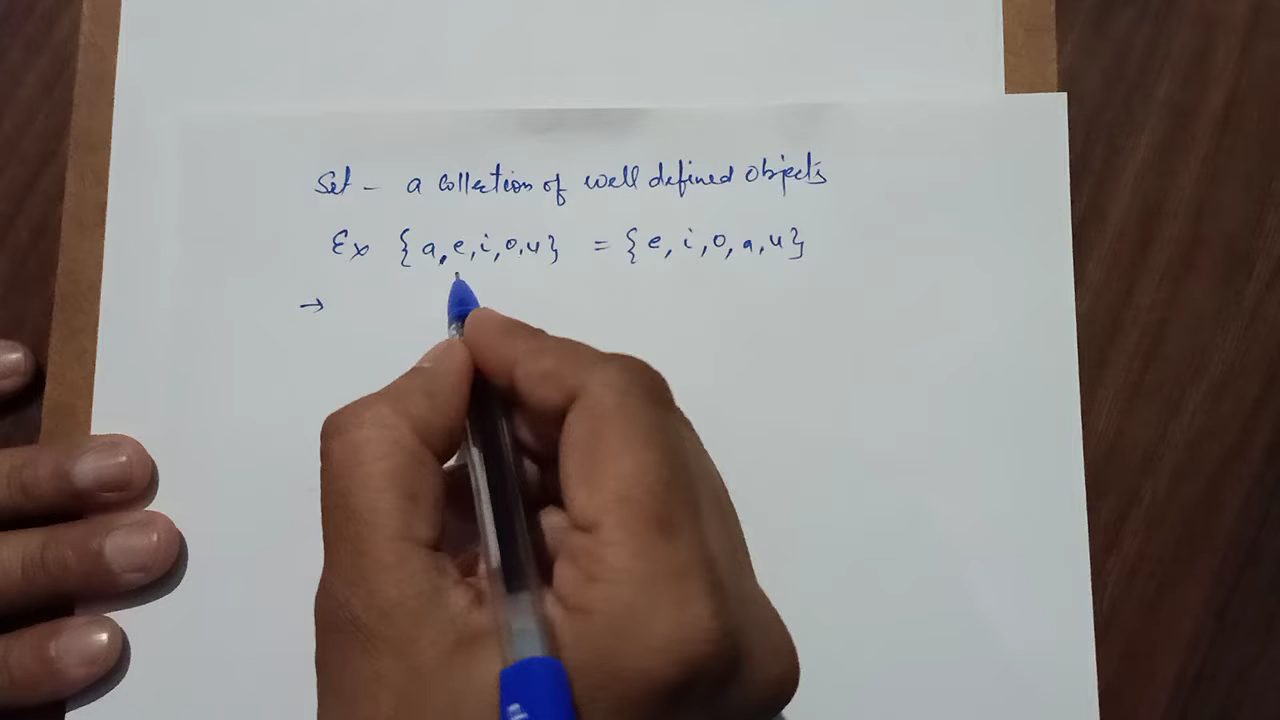 Set - a collection of well defined objects
Ex {a, e, i, o, u} = {e, i, o, a, u}
→